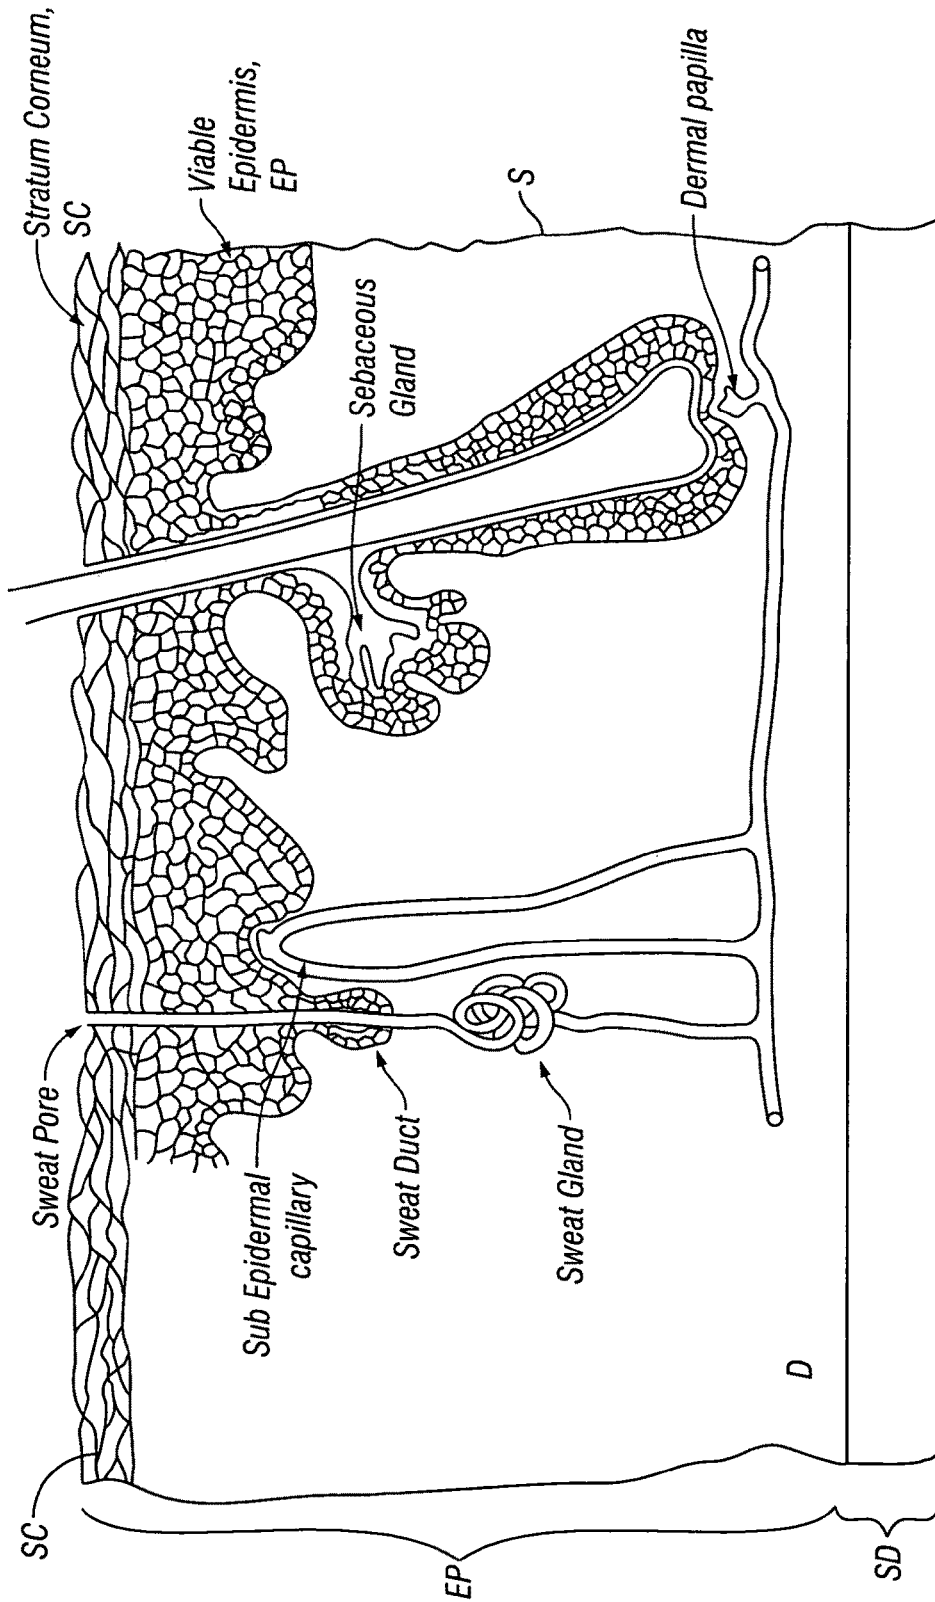 Stratum Corneum,
SC
Viable
Epidermis,
EP
S
Dermal papilla
Sebaceous
Gland
Sweat Pore
Sub Epidermal
capillary
Sweat Duct
Sweat Gland
D
SC
EP
SD